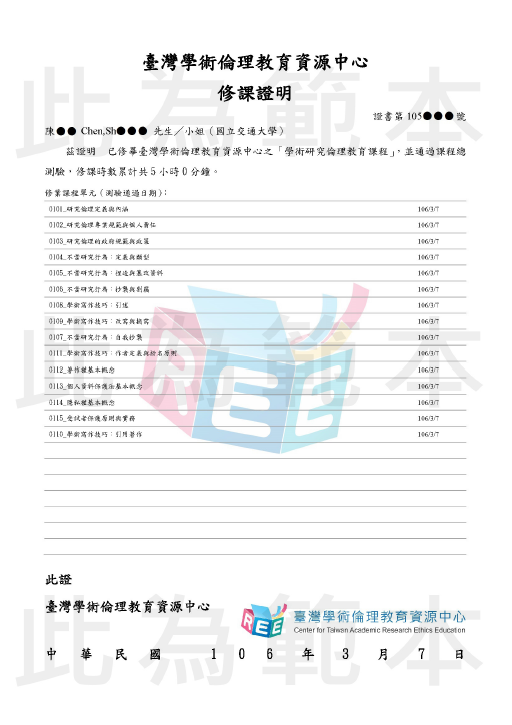 臺灣學術倫理教育資源中心
修課證明
證書第 105●●●號
陳●● Chen,Sh●●● 先生／小姐（國立交通大學）
茲證明 已修畢臺灣學術倫理教育資源中心之「學術研究倫理教育課程」，並通過課程總
測驗，修課時數累計共5小時0分鐘。
修業課程單元（測驗通過日期）：
0101_研究倫理定義與內涵 106/3/7
0102_研究倫理專業規範與個人責任 106/3/7
0103_研究倫理的政府規範與政策 106/3/7
0104_不當研究行為：定義與類型 106/3/7
0105_不當研究行為：捏造與篡改資料 106/3/7
0106_不當研究行為：抄襲與剽竊 106/3/7
0108_學術寫作技巧：引述 106/3/7
0109_學術寫作技巧：改寫與摘寫 106/3/7
0107_不當研究行為：自我抄襲 106/3/7
0111_學術寫作技巧：作者定義與掛名原則 106/3/7
0112_著作權基本概念 106/3/7
0113_個人資料保護法基本概念 106/3/7
0114_隱私權基本概念 106/3/7
0115_受試者保護原則與實務 106/3/7
0110_學術寫作技巧：引用著作 106/3/7
此證
臺灣學術倫理教育資源中心
REE
臺灣學術倫理教育資源中心
Center for Taiwan Academic Research Ethics Education
中華民國106年3月7日
此為範本
此為範本
此為範本
REE